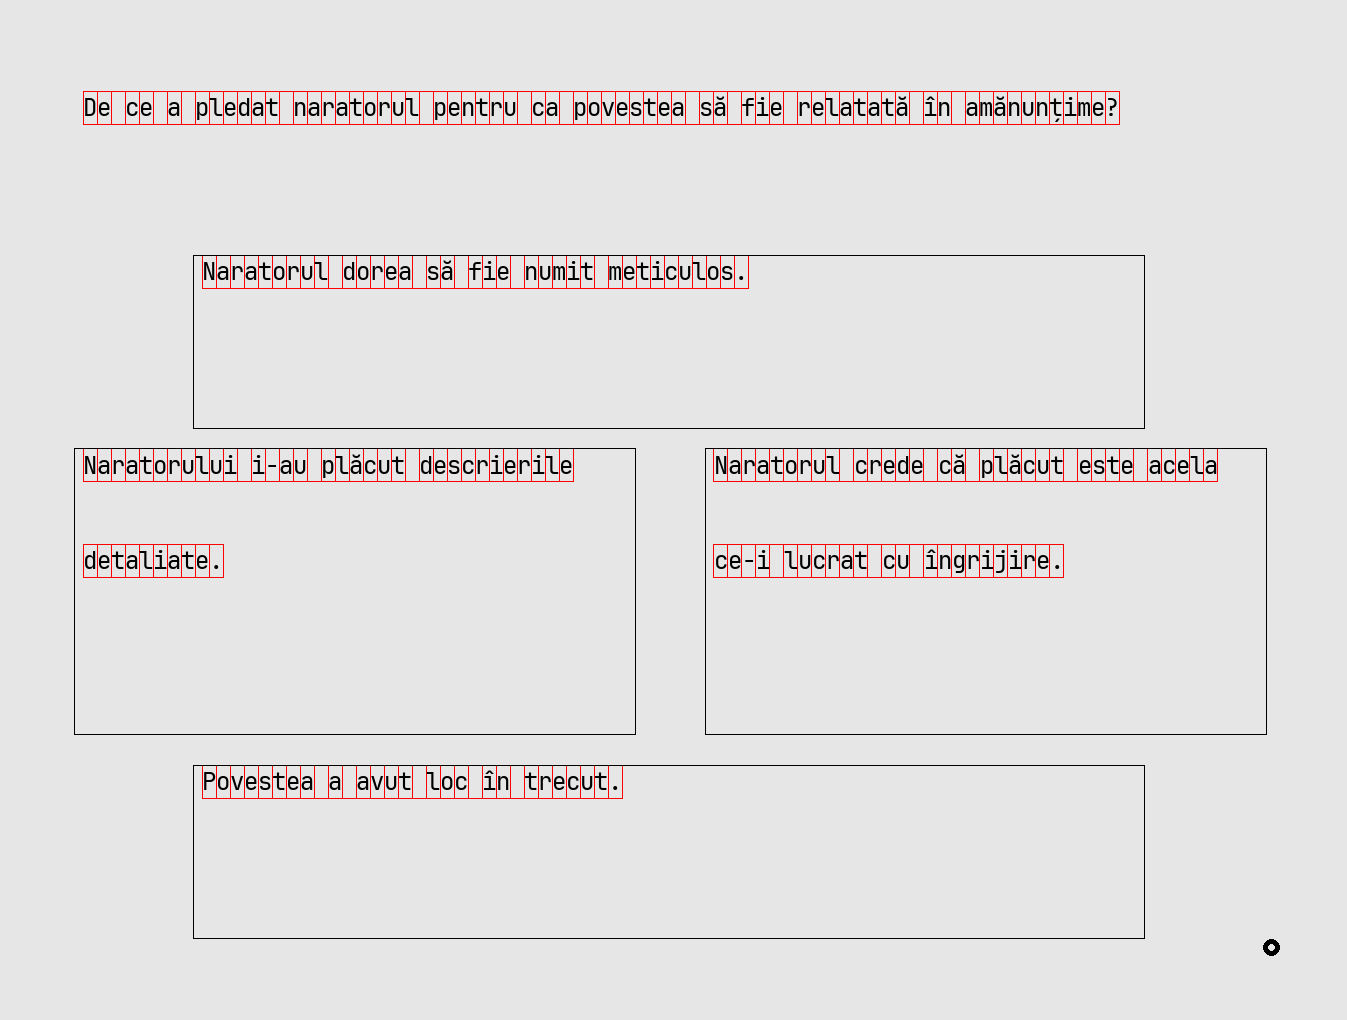 De ce a pledat naratorul pentru ca povestea să fie relatată în amănunțime?
Naratorul dorea să fie numit meticulos.
Naratorului i-au plăcut descrierile
detaliate.
Naratorul crede că plăcut este acela
ce-i lucrat cu îngrijire.
Povestea a avut loc în trecut.